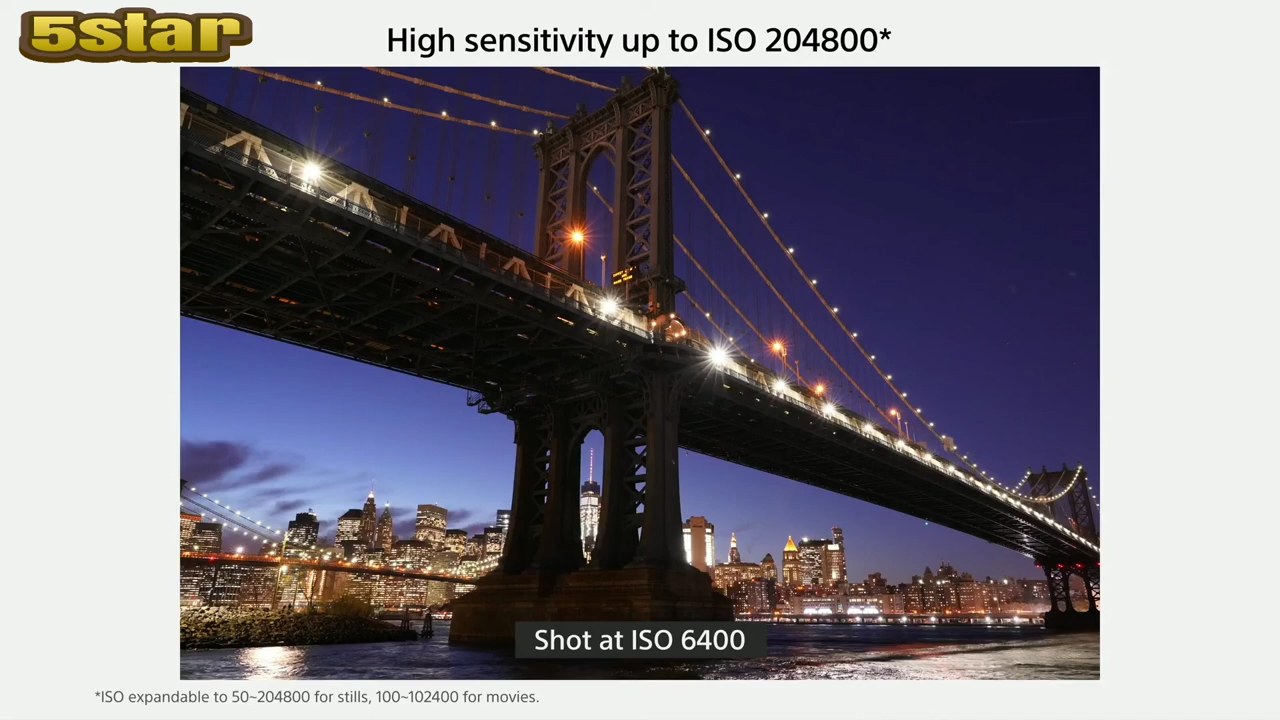 5star
High sensitivity up to ISO 204800*
Shot at ISO 6400
*ISO expandable to 50~204800 for stills, 100~102400 for movies.